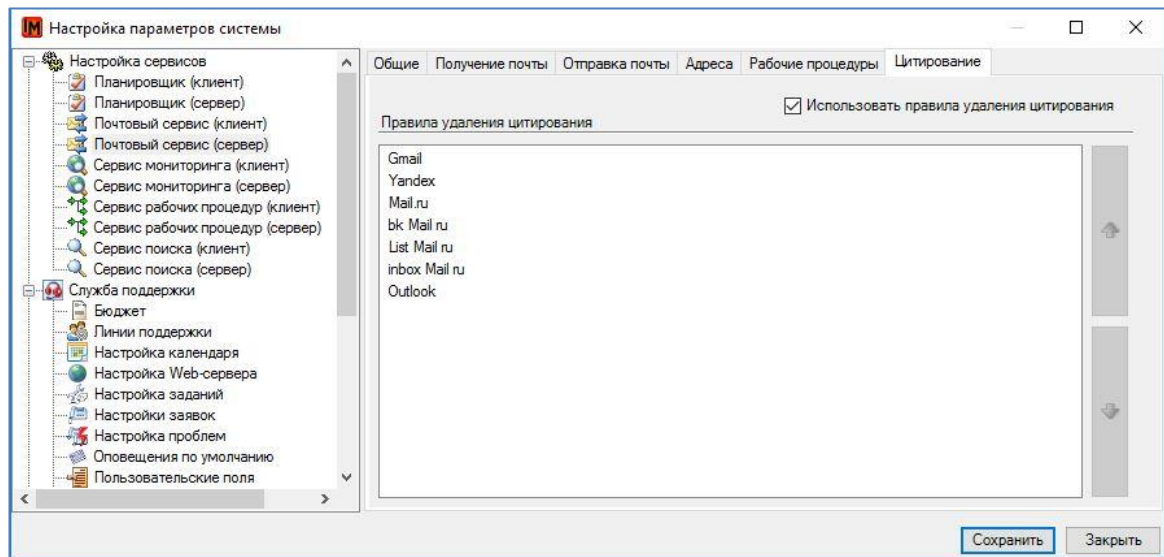 IM Настройка параметров системы
Настройка сервисов
Планировщик (клиент)
Планировщик (сервер)
Почтовый сервис (клиент)
Почтовый сервис (сервер)
Сервис мониторинга (клиент)
Сервис мониторинга (сервер)
Сервис рабочих процедур (клиент)
Сервис рабочих процедур (сервер)
Сервис поиска (клиент)
Сервис поиска (сервер)
Служба поддержки
Бюджет
Линии поддержки
Настройка календаря
Настройка Web-сервера
Настройка заданий
Настройки заявок
Настройка проблем
Оповещения по умолчанию
Пользовательские поля
Общие Получение почты Отправка почты Адреса Рабочие процедуры Цитирование
Использовать правила удаления цитирования
Правила удаления цитирования
Gmail
Yandex
Mail.ru
bk Mail ru
List Mail ru
inbox Mail ru
Outlook
Сохранить Закрыть